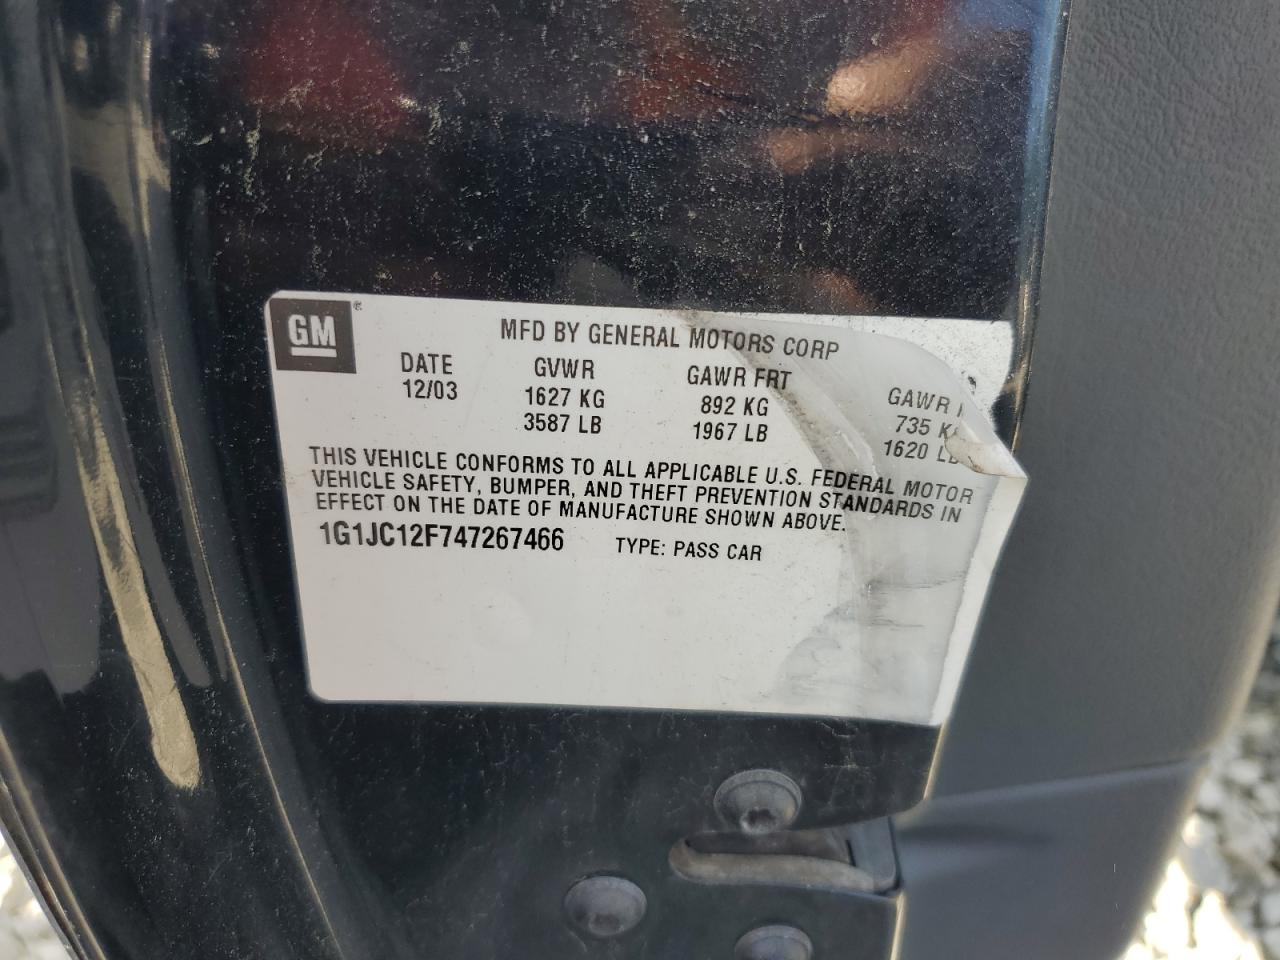 GM ®
MFD BY GENERAL MOTORS CORP
DATE GVWR GAWR FRT GAWR
12/03 1627 KG 892 KG 735
3587 LB 1967 LB 1620 LB
THIS VEHICLE CONFORMS TO ALL APPLICABLE U.S. FEDERAL MOTOR
VEHICLE SAFETY, BUMPER, AND THEFT PREVENTION STANDARDS IN
EFFECT ON THE DATE OF MANUFACTURE SHOWN ABOVE.
1G1JC12F747267466 TYPE: PASS CAR